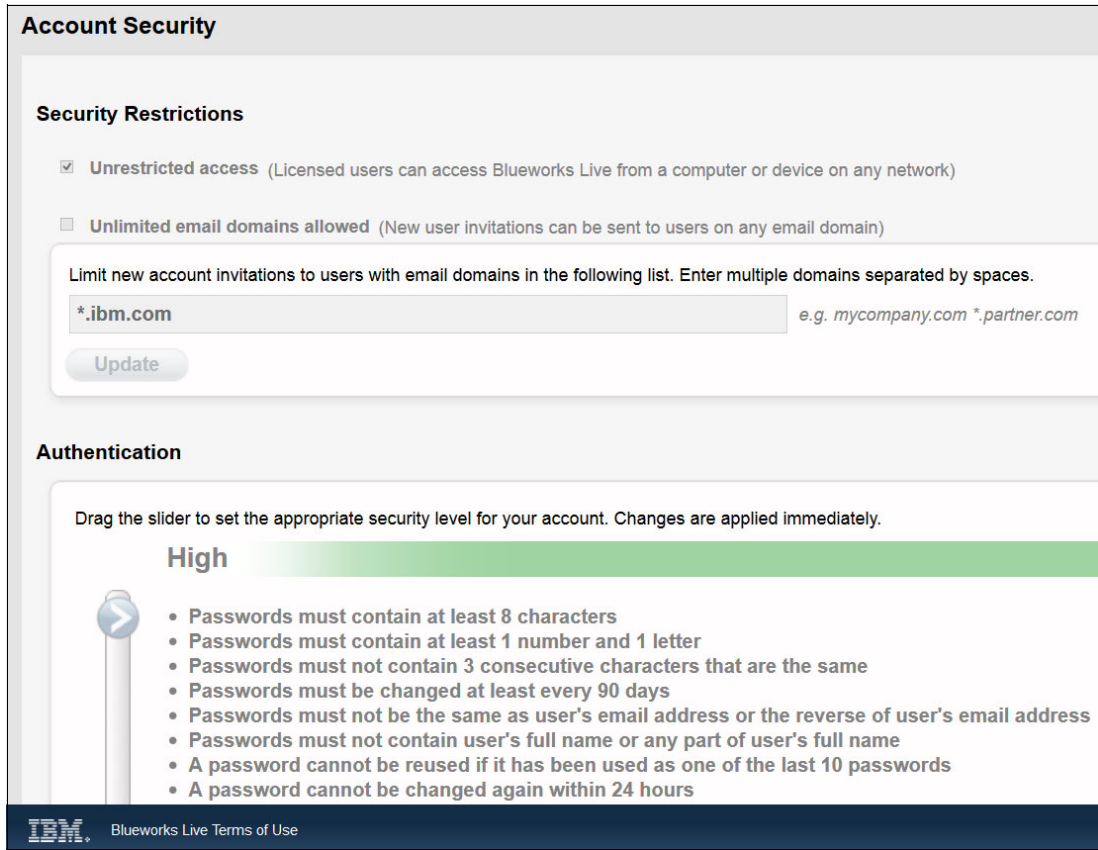 Account Security
Security Restrictions
Unrestricted access (Licensed users can access Blueworks Live from a computer or device on any network)
Unlimited email domains allowed (New user invitations can be sent to users on any email domain)
Limit new account invitations to users with email domains in the following list. Enter multiple domains separated by spaces.
*.ibm.com e.g. mycompany.com *.partner.com
Update
Authentication
Drag the slider to set the appropriate security level for your account. Changes are applied immediately.
High
• Passwords must contain at least 8 characters
• Passwords must contain at least 1 number and 1 letter
• Passwords must not contain 3 consecutive characters that are the same
• Passwords must be changed at least every 90 days
• Passwords must not be the same as user's email address or the reverse of user's email address
• Passwords must not contain user's full name or any part of user's full name
• A password cannot be reused if it has been used as one of the last 10 passwords
• A password cannot be changed again within 24 hours
IBM. Blueworks Live Terms of Use